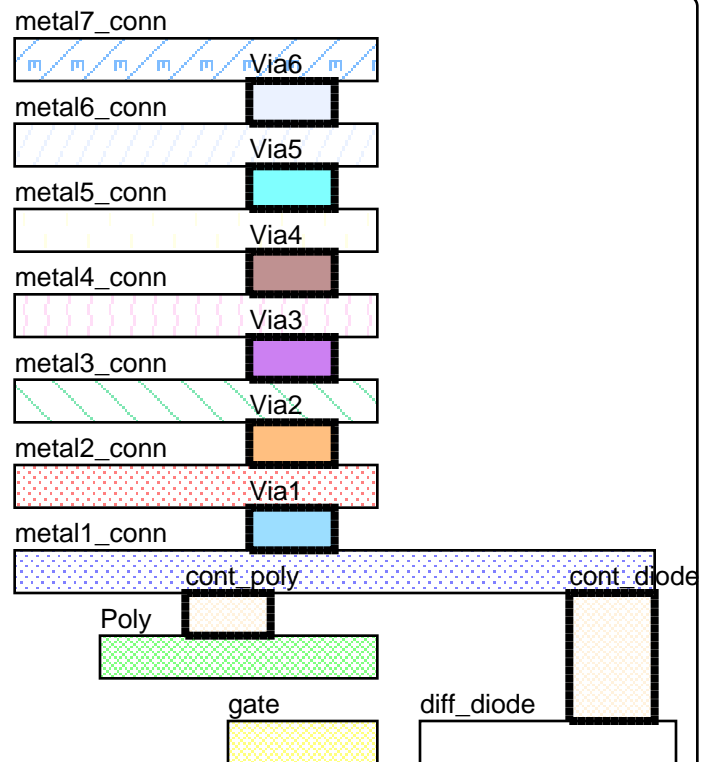 metal7_conn
Via6
metal6_conn
Via5
metal5_conn
Via4
metal4_conn
Via3
metal3_conn
Via2
metal2_conn
Via1
metal1_conn
cont_poly cont_diode
Poly
gate diff_diode